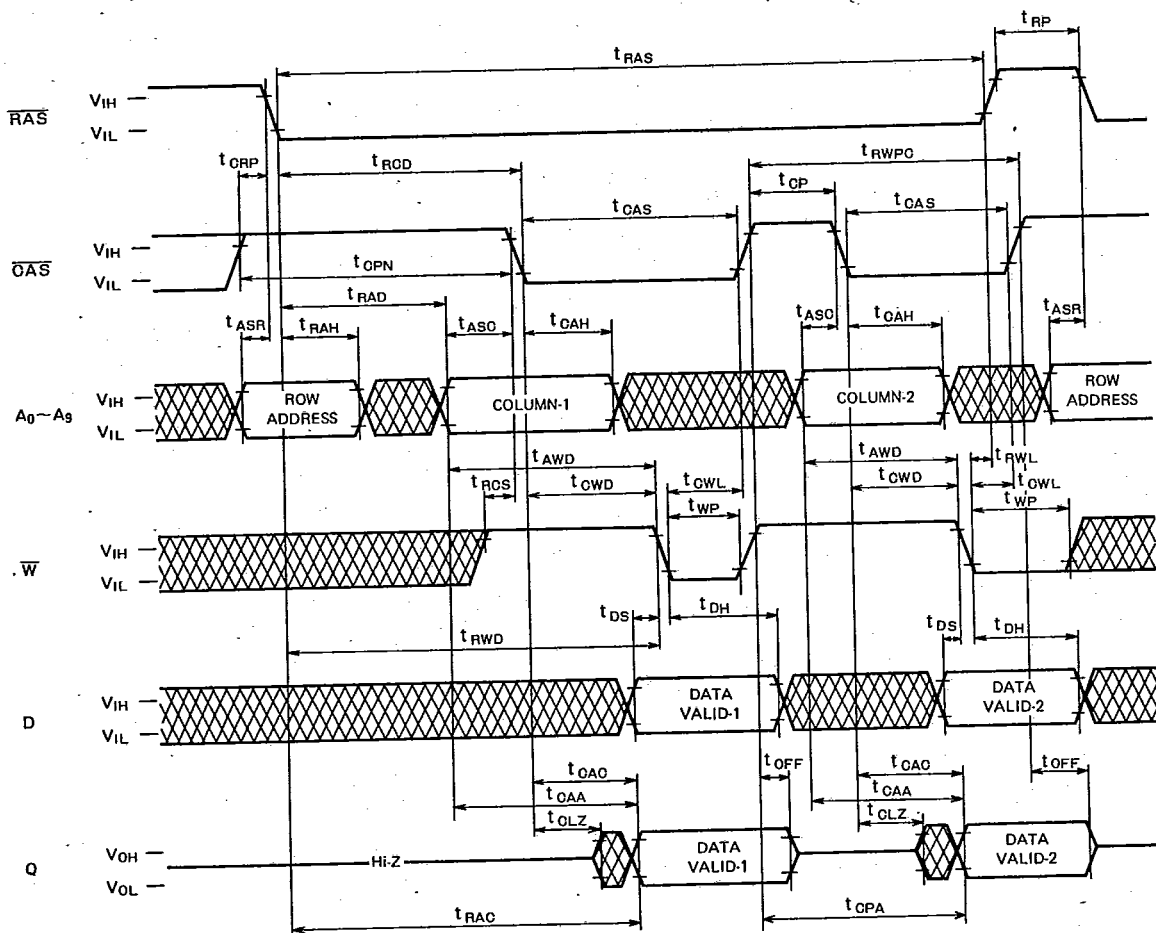 tRP
tRAS
RAS
VIH
VIL
tCRP
tRCD
tRWPC
tCP
tCAS
tCAS
CAS
VIH
VIL
tCPN
tRAD
tASR
tRAH
tASC
tCAH
tASC
tCAH
tASR
A0~A9
VIH
VIL
ROW
ADDRESS
COLUMN-1
COLUMN-2
ROW
ADDRESS
tAWD
tAWD
tRWL
tRCS
tCWD
tCWL
tCWD
tCWL
tWP
tWP
W
VIH
VIL
tDS
tDH
tDS
tDH
tRWD
D
VIH
VIL
DATA
VALID-1
DATA
VALID-2
tCAC
tOFF
tCAC
tOFF
tCAA
tCAA
tCLZ
tCLZ
Q
VOH
VOL
Hi-Z
DATA
VALID-1
DATA
VALID-2
tRAC
tCPA